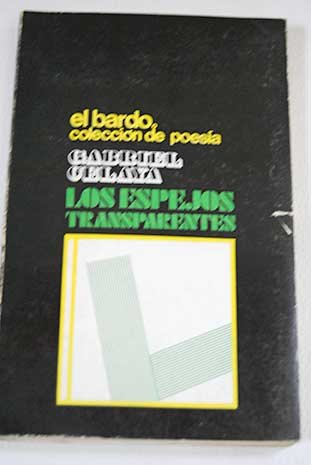 el bardo,
colección de poesía
GABRIEL
CELAYA
LOS ESPEJOS
TRANSPARENTES